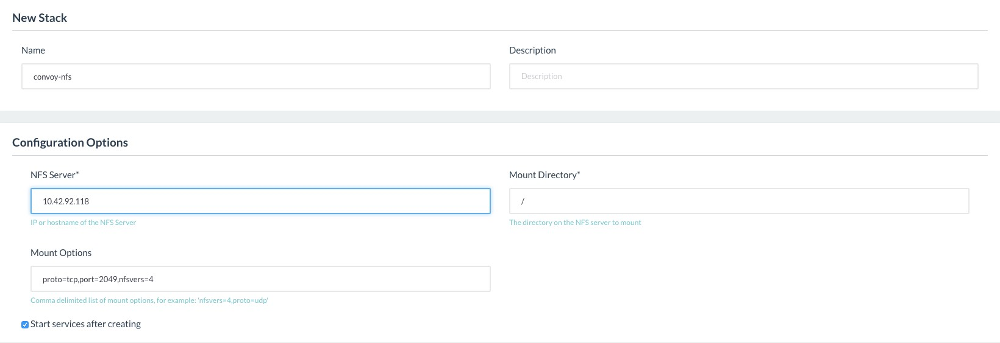 New Stack
Name
Description
convoy-nfs
Description
Configuration Options
NFS Server*
Mount Directory*
10.42.92.118
/
IP or hostname of the NFS Server
The directory on the NFS server to mount
Mount Options
proto=tcp,port=2049,nfsvers=4
Comma delimited list of mount options, for example: 'nfsvers=4,proto=udp'
Start services after creating